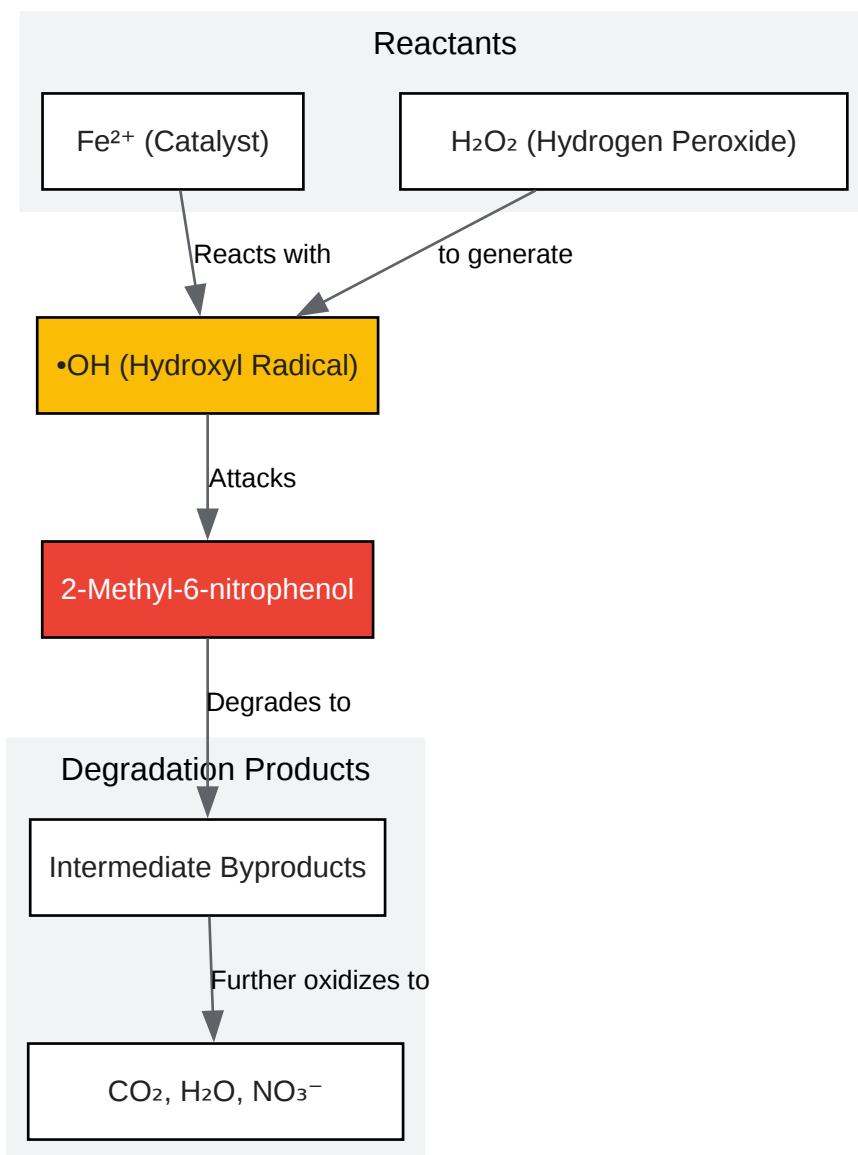 Reactants
Fe²⁺ (Catalyst)
H₂O₂ (Hydrogen Peroxide)
Reacts with
to generate
•OH (Hydroxyl Radical)
Attacks
2-Methyl-6-nitrophenol
Degrades to
Degradation Products
Intermediate Byproducts
Further oxidizes to
CO₂, H₂O, NO₃⁻